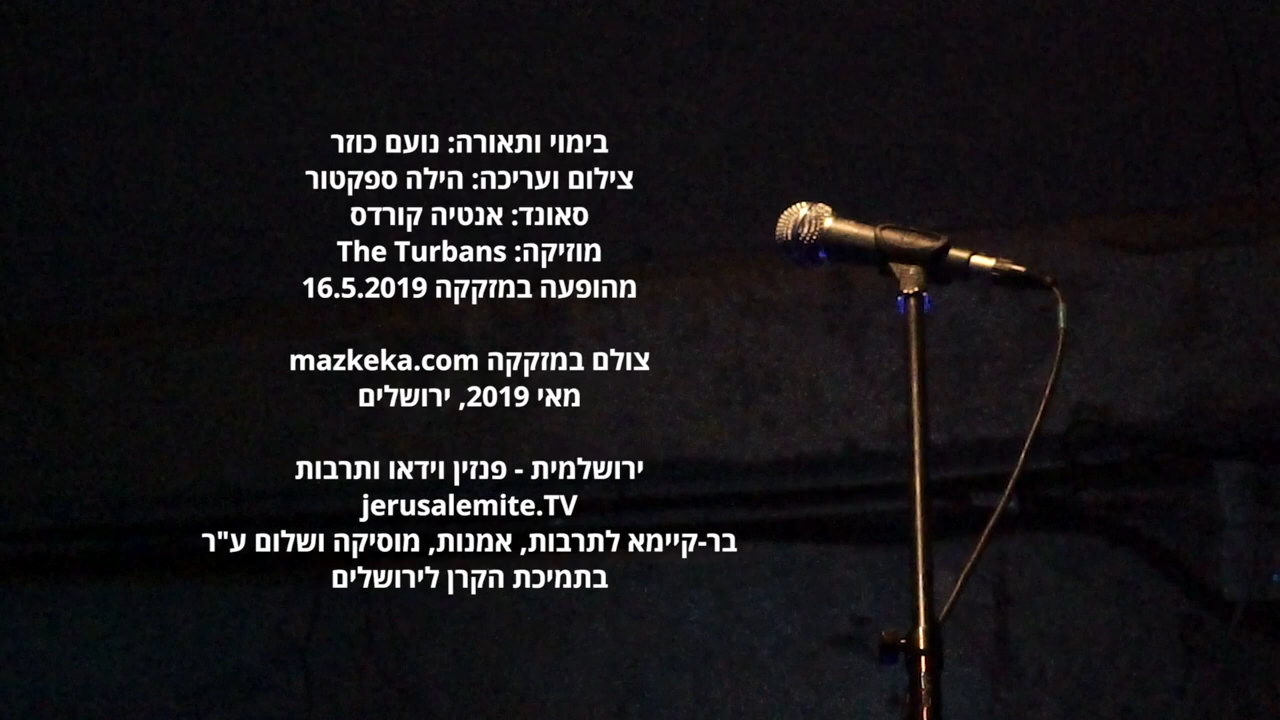 בימוי ותאורה: נועם כוזר
צילום ועריכה: הילה ספקטור
סאונד: אנטיה קורדס
מוזיקה: The Turbans
מהופעה במזקקה 16.5.2019
צולם במזקקה mazkeka.com
מאי 2019, ירושלים
ירושלמית - פנזין וידאו ותרבות
jerusalemite.TV
בר-קיימא לתרבות, אמנות, מוסיקה ושלום ע"ר
בתמיכת הקרן לירושלים